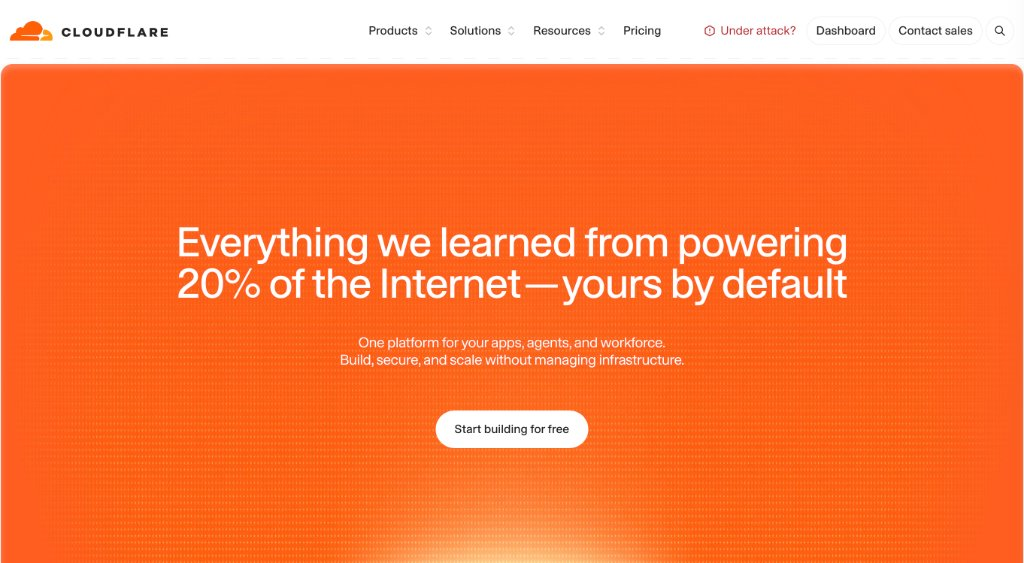 CLOUDFLARE
Products
Solutions
Resources
Pricing
Under attack?
Dashboard
Contact sales
Everything we learned from powering
20% of the Internet—yours by default
One platform for your apps, agents, and workforce.
Build, secure, and scale without managing infrastructure.
Start building for free